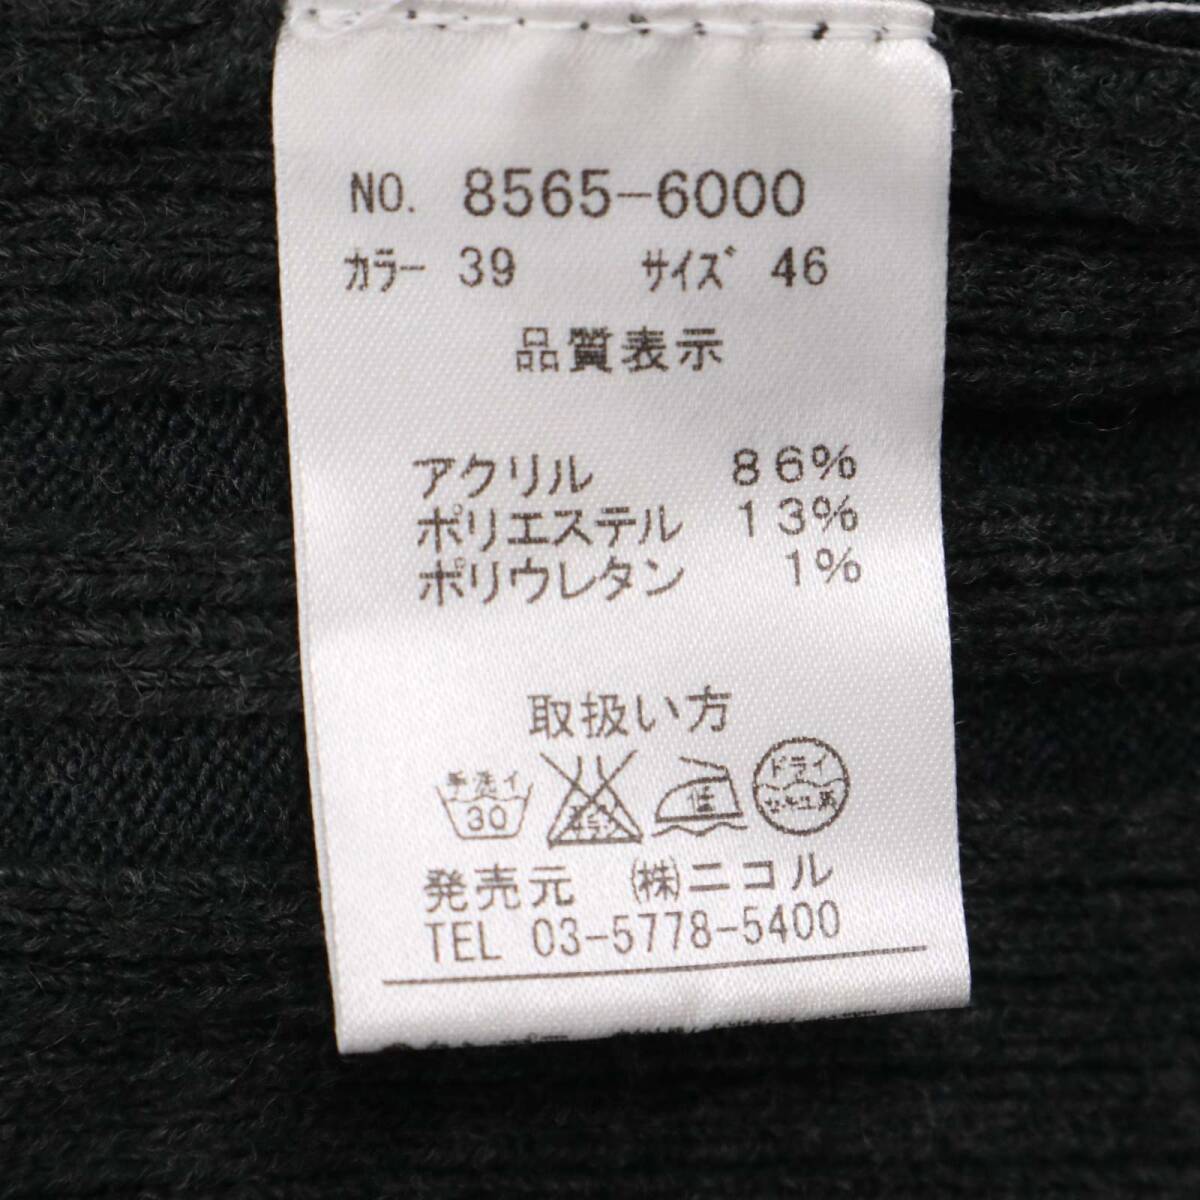 NO. 8565-6000
カラー 39 サイズ 46
品質表示
アクリル 86%
ポリエステル 13%
ポリウレタン 1%
取扱い方
手洗イ 30 低 ドライ
発売元 (株)ニコル
TEL 03-5778-5400